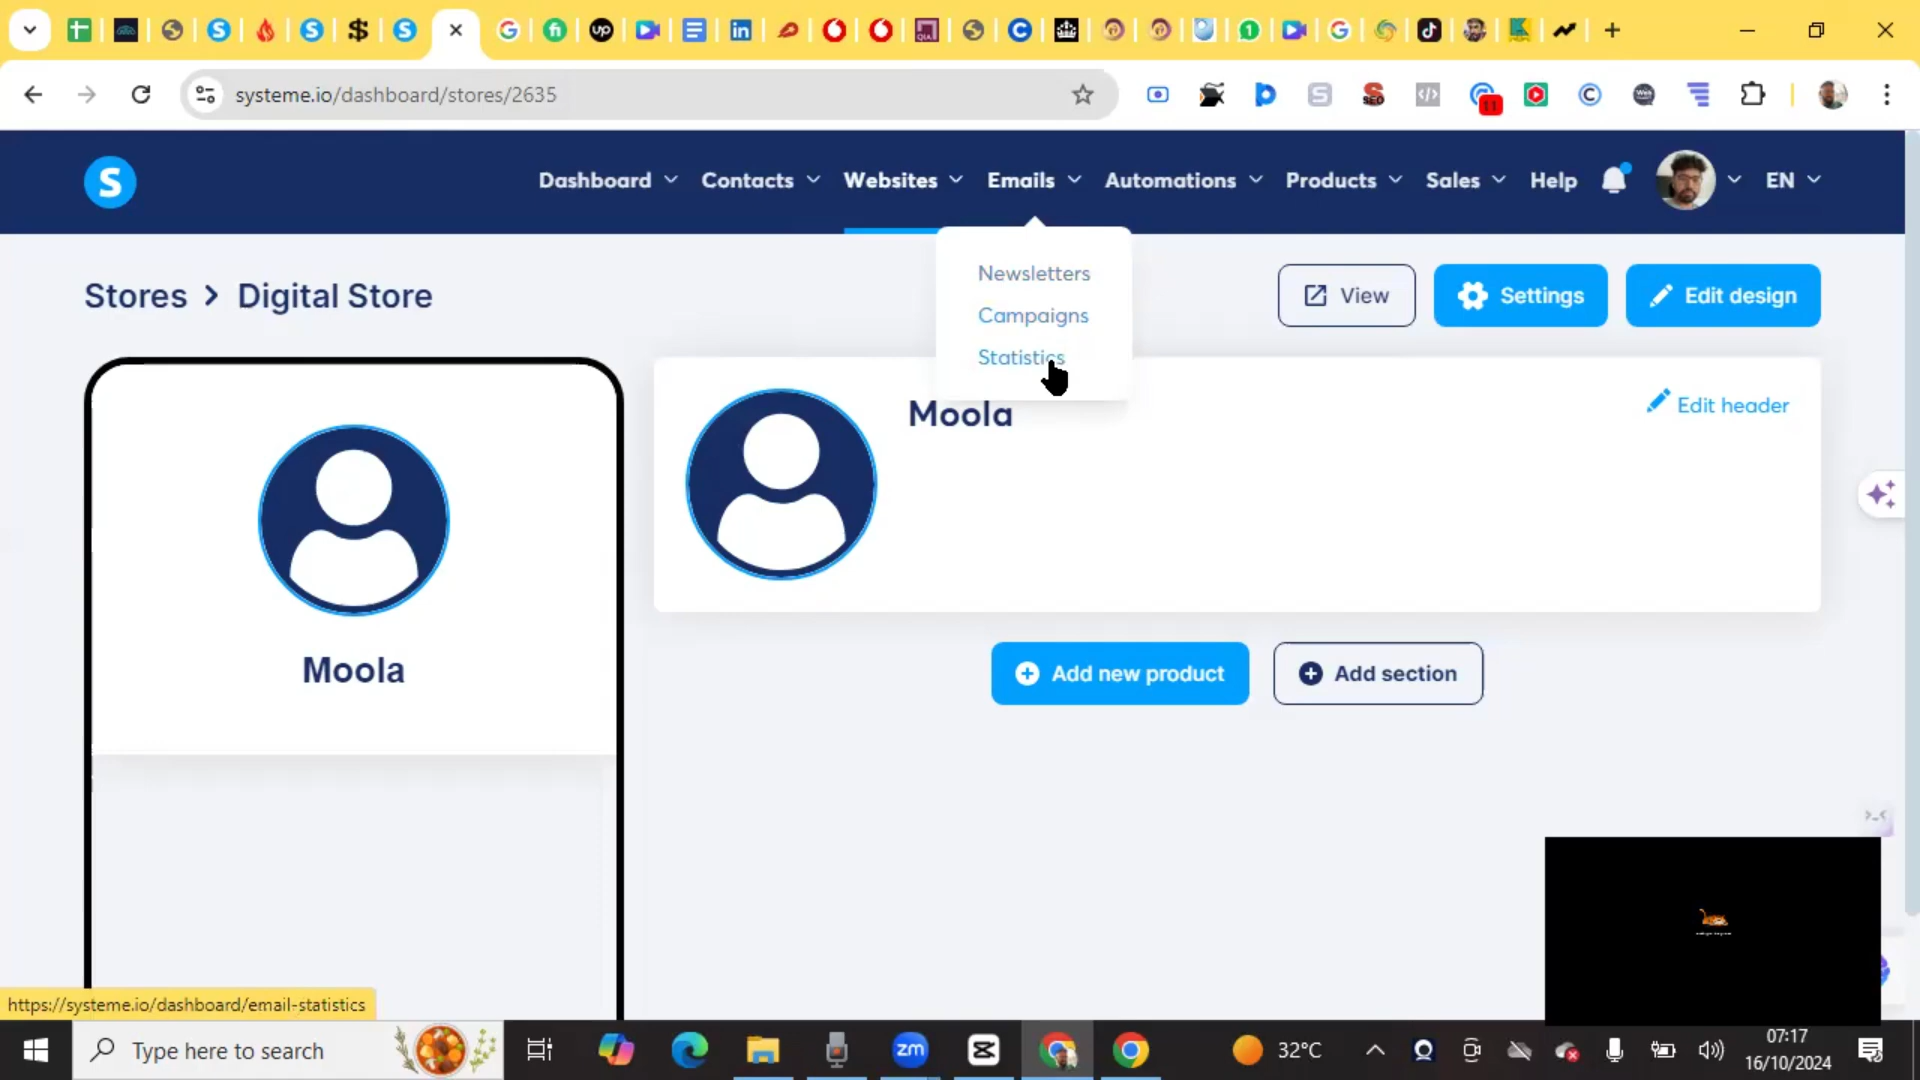 systeme.io/dashboard/stores/2635
11
S
Dashboard
Contacts
Websites
Emails
Automations
Products
Sales
Help
EN
Newsletters
Campaigns
Statistics
Stores > Digital Store
View
Settings
Edit design
Moola
Edit header
Moola
Add new product
Add section
https://systeme.io/dashboard/email-statistics
Type here to search
zm
32°C
07:17
16/10/2024